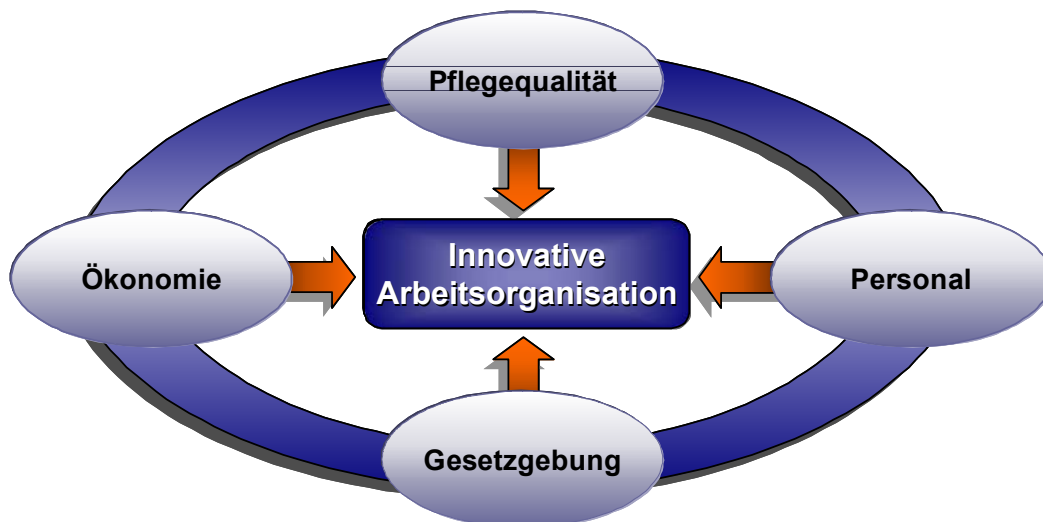 Pflegequalität
Innovative
Arbeitsorganisation
Ökonomie
Personal
Gesetzgebung